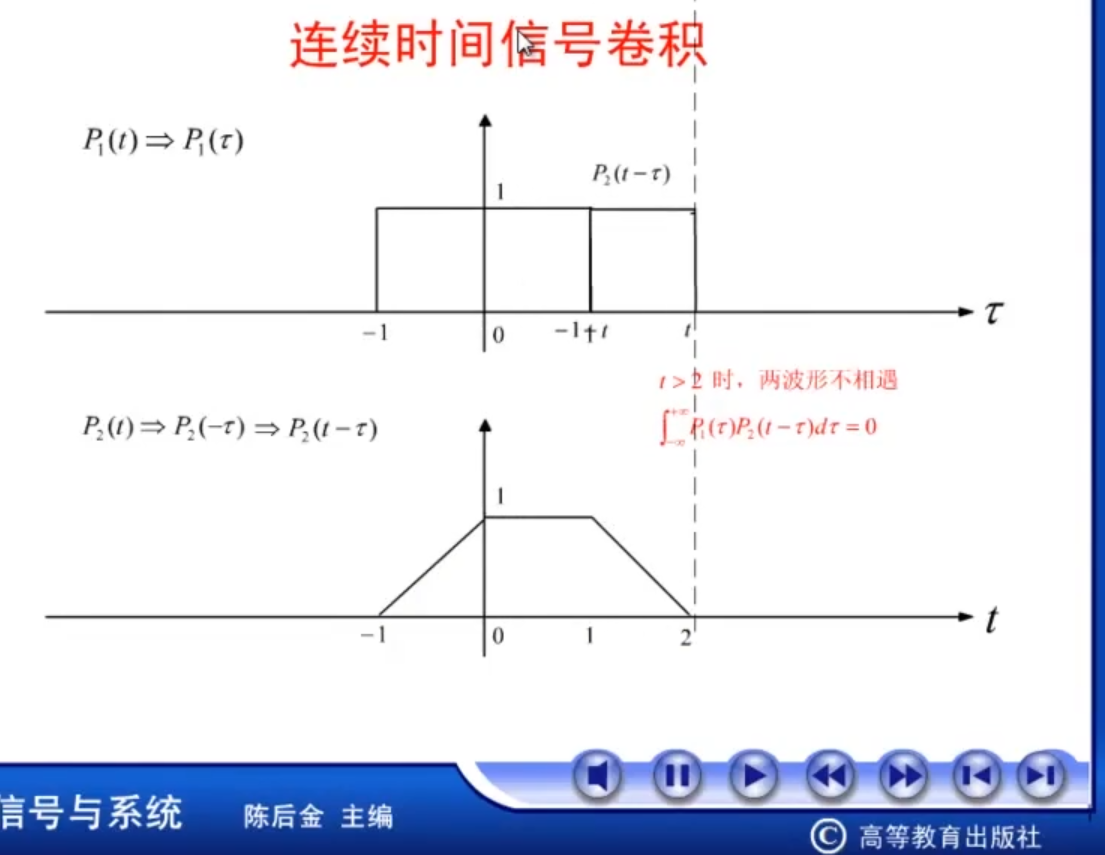 连续时间信号卷积
P₁(t) ⇒ P₁(τ)
P₂(t − τ)
1
−1 0 −1+t t τ
t > 2 时，两波形不相遇
∫_{−∞}^{+∞} P₁(τ)P₂(t − τ)dτ = 0
P₂(t) ⇒ P₂(−τ) ⇒ P₂(t − τ)
1
−1 0 1 2 t
信号与系统 陈后金 主编
© 高等教育出版社